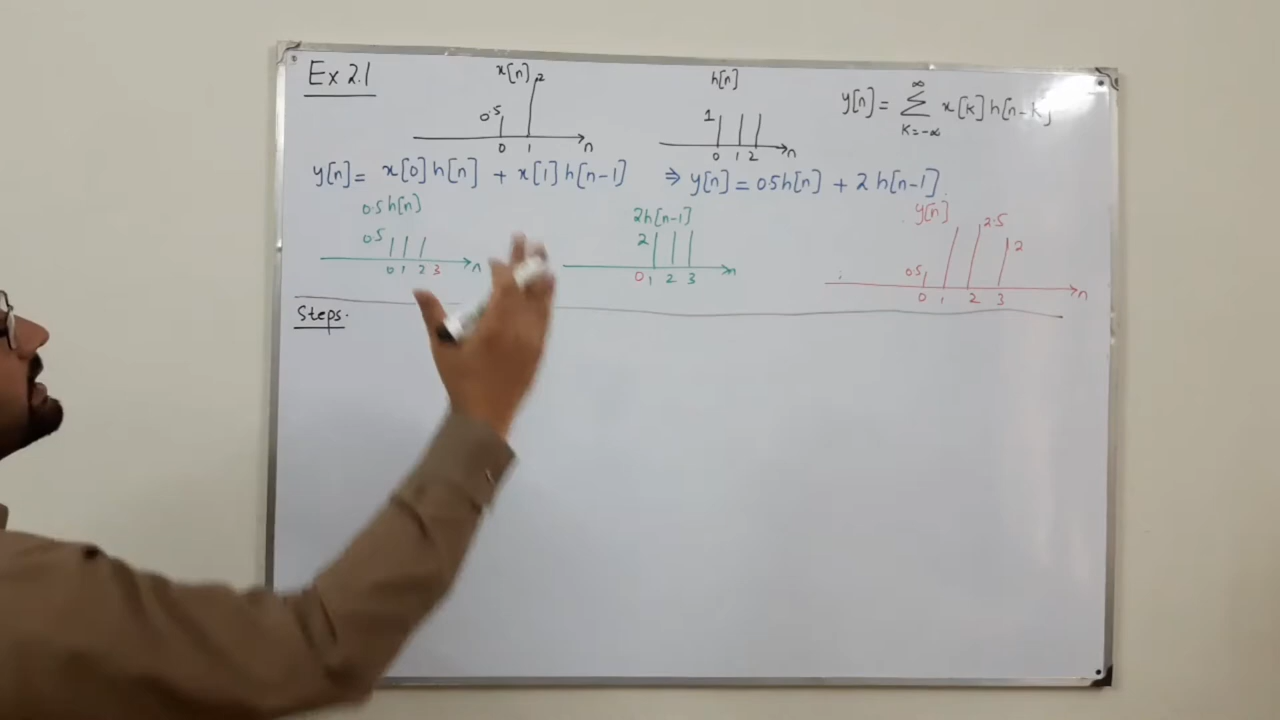 Ex 2.1
x[n]
2
0.5
0 1 n
h[n]
1
0 1 2 n
y[n] = ∞ Σ k=-∞ x[k] h[n-k]
y[n] = x[0] h[n] + x[1] h[n-1] ⇒ y[n] = 05h[n] + 2 h[n-1].
0.5 h[n]
0.5
0 1 2 3 n
2h[n-1]
2
0 1 2 3 n
y[n]
2.5
2
0.5
0 1 2 3 n
Steps.